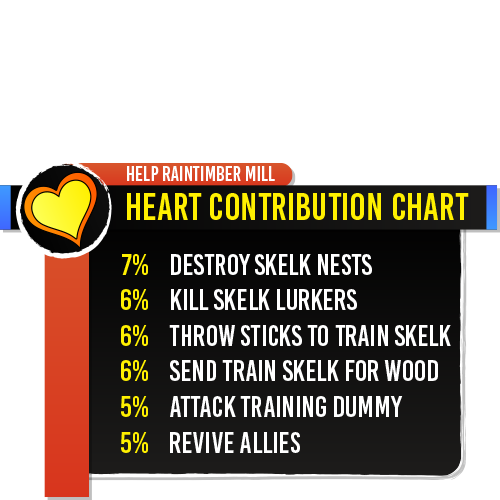 HELP RAINTIMBER MILL
HEART CONTRIBUTION CHART
7% DESTROY SKELK NESTS
6% KILL SKELK LURKERS
6% THROW STICKS TO TRAIN SKELK
6% SEND TRAIN SKELK FOR WOOD
5% ATTACK TRAINING DUMMY
5% REVIVE ALLIES